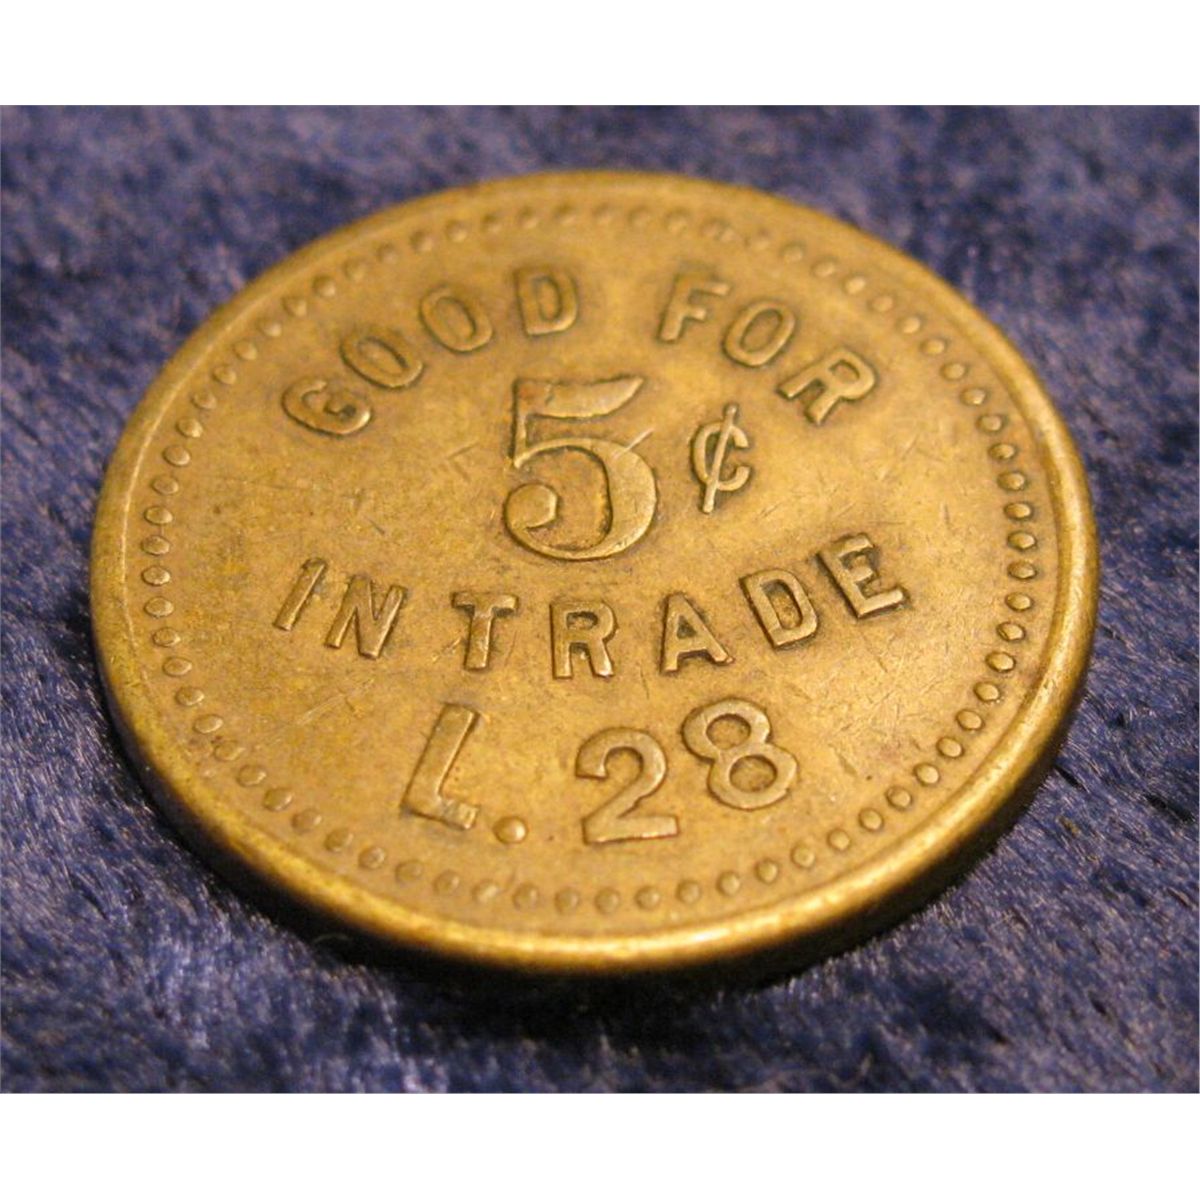 GOOD FOR
5¢
IN TRADE
L. 28